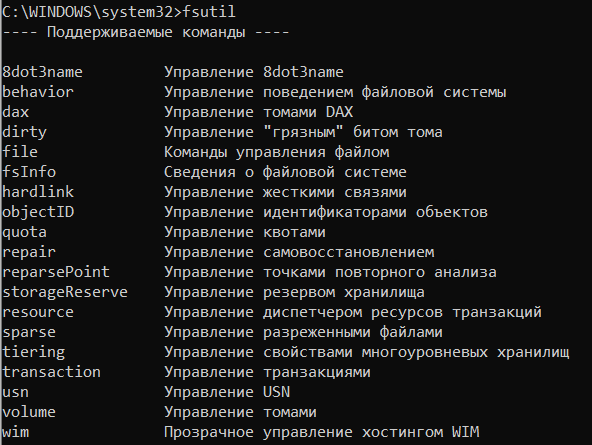 C:\WINDOWS\system32>fsutil
---- Поддерживаемые команды ----
8dot3name Управление 8dot3name
behavior Управление поведением файловой системы
dax Управление томами DAX
dirty Управление "грязным" битом тома
file Команды управления файлом
fsInfo Сведения о файловой системе
hardlink Управление жесткими связями
objectID Управление идентификаторами объектов
quota Управление квотами
repair Управление самовосстановлением
reparsePoint Управление точками повторного анализа
storageReserve Управление резервом хранилища
resource Управление диспетчером ресурсов транзакций
sparse Управление разреженными файлами
tiering Управление свойствами многоуровневых хранилищ
transaction Управление транзакциями
usn Управление USN
volume Управление томами
wim Прозрачное управление хостингом WIM